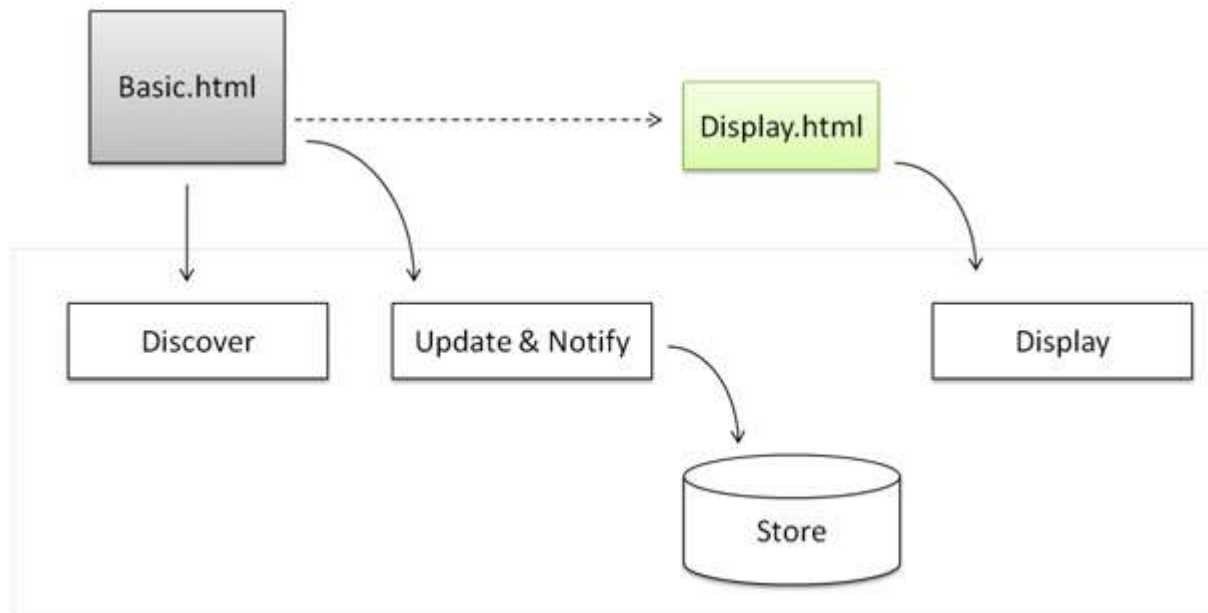 Basic.html
Display.html
Discover
Update & Notify
Display
Store